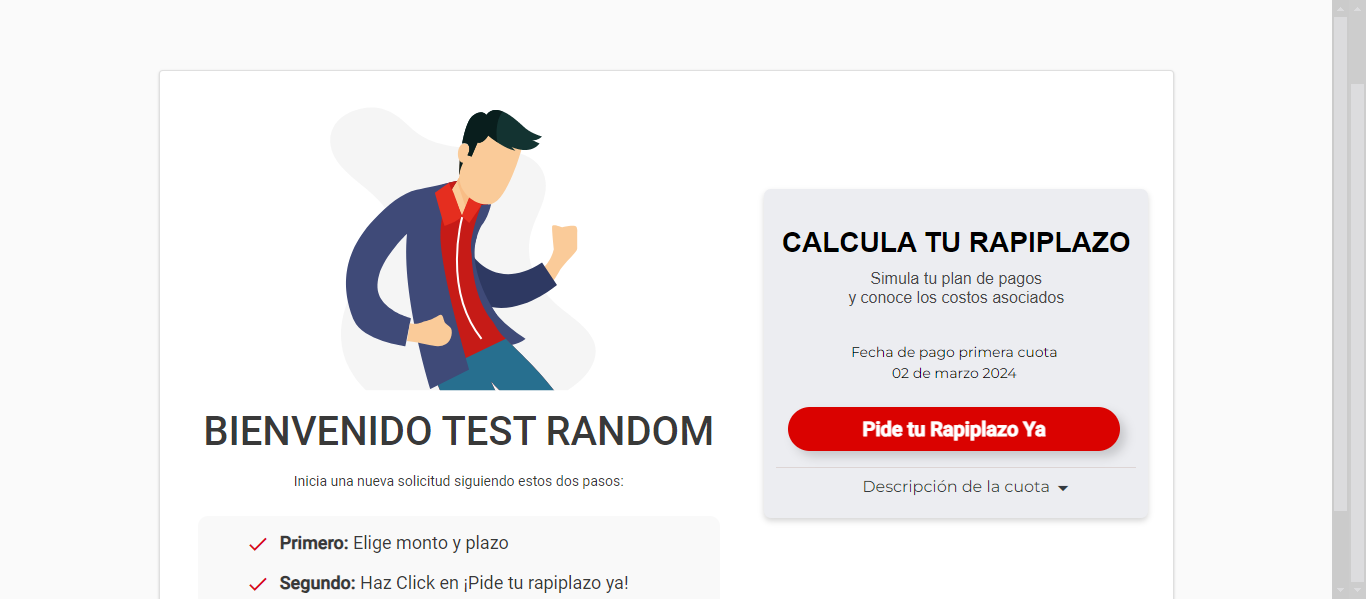 BIENVENIDO TEST RANDOM
Inicia una nueva solicitud siguiendo estos dos pasos:
Primero: Elige monto y plazo
Segundo: Haz Click en ¡Pide tu rapiplazo ya!
CALCULA TU RAPIPLAZO
Simula tu plan de pagos
y conoce los costos asociados
Fecha de pago primera cuota
02 de marzo 2024
Pide tu Rapiplazo Ya
Descripción de la cuota